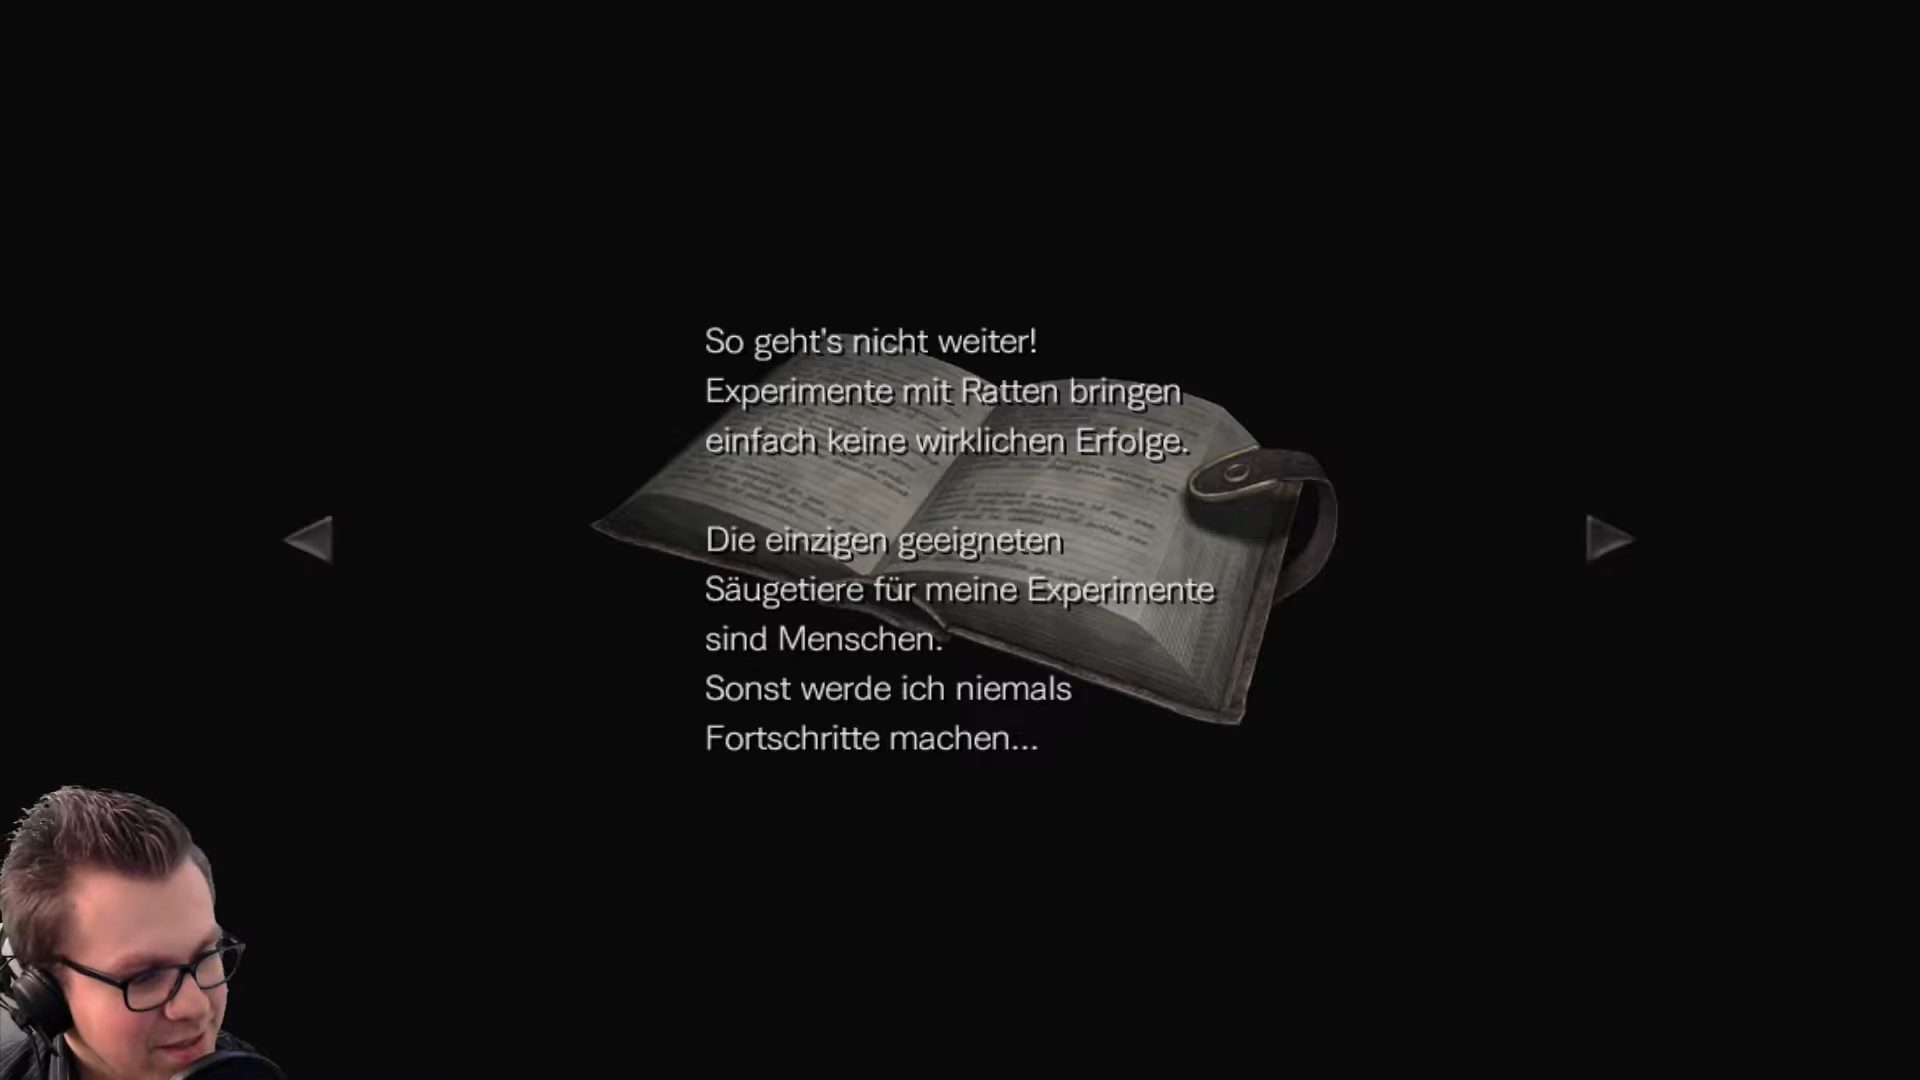 So geht's nicht weiter!
Experimente mit Ratten bringen
einfach keine wirklichen Erfolge.
Die einzigen geeigneten
Säugetiere für meine Experimente
sind Menschen.
Sonst werde ich niemals
Fortschritte machen...